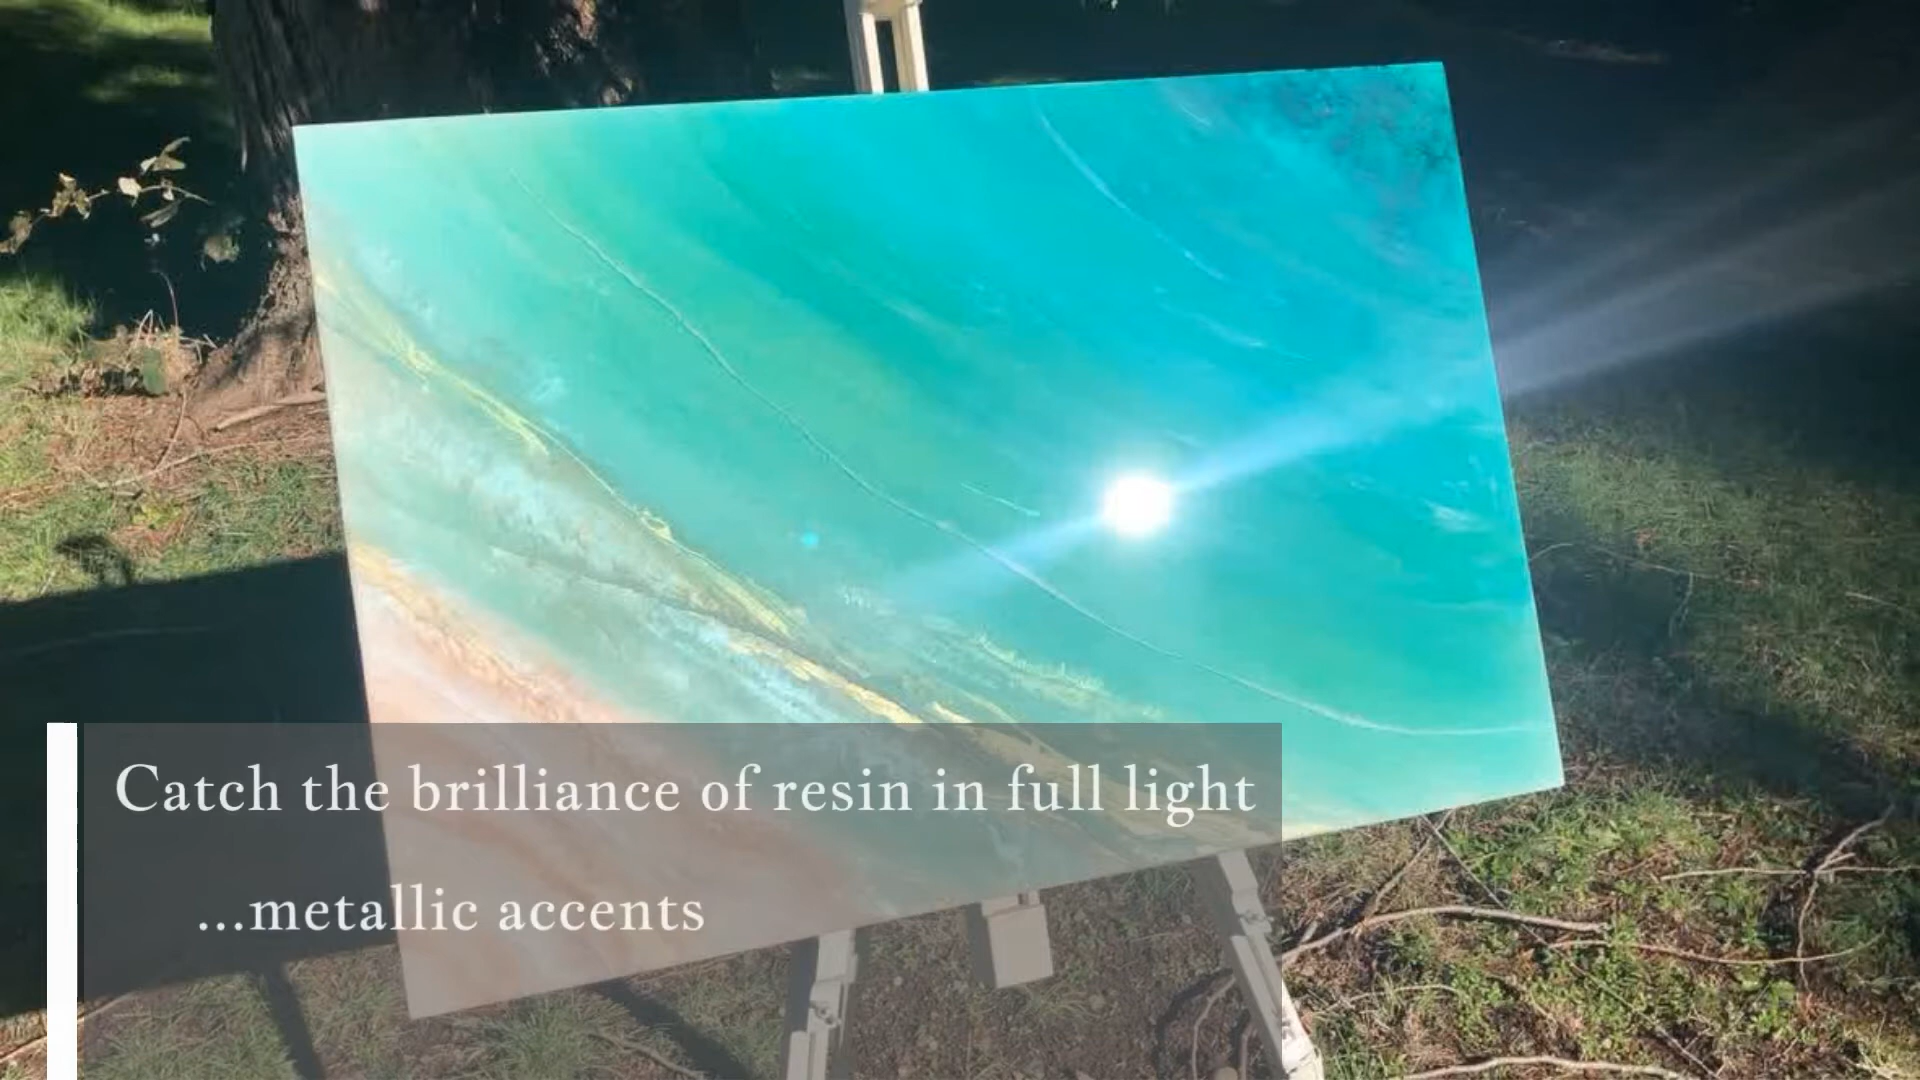 Catch the brilliance of resin in full light
...metallic accents